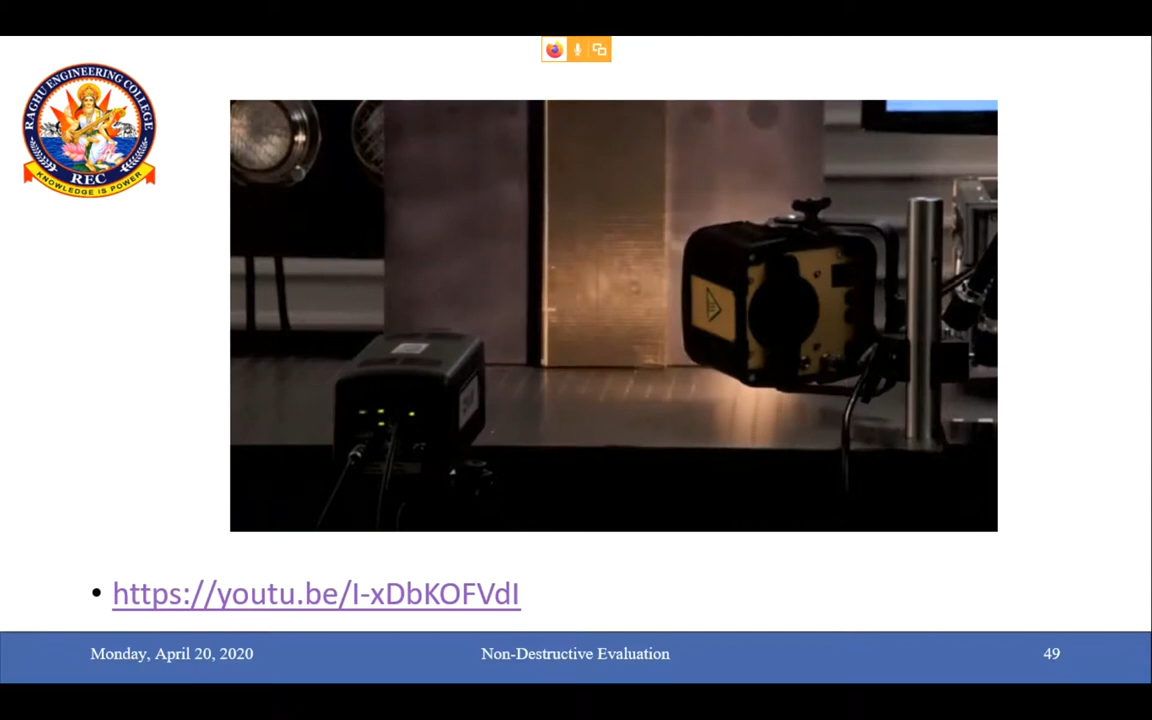 RAGHU ENGINEERING COLLEGE
REC
KNOWLEDGE IS POWER
• https://youtu.be/I-xDbKOFVdI
Monday, April 20, 2020
Non-Destructive Evaluation
49